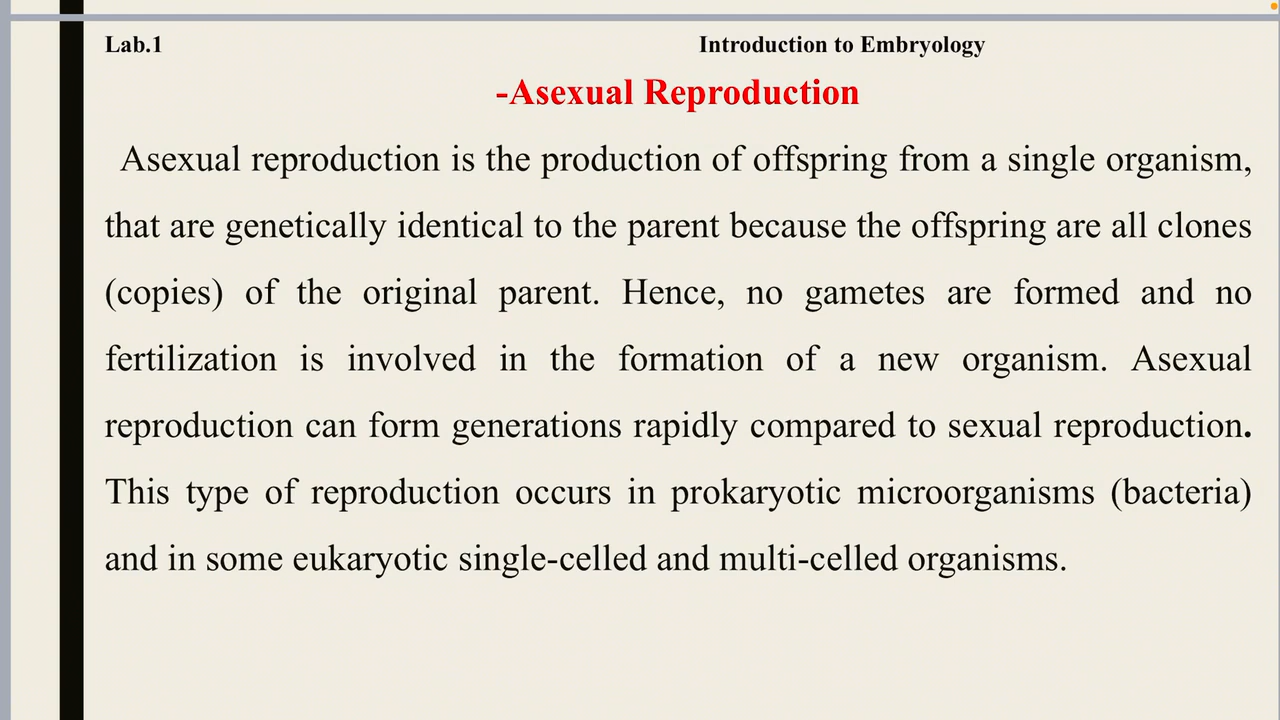 Lab.1 Introduction to Embryology
-Asexual Reproduction
Asexual reproduction is the production of offspring from a single organism,
that are genetically identical to the parent because the offspring are all clones
(copies) of the original parent. Hence, no gametes are formed and no
fertilization is involved in the formation of a new organism. Asexual
reproduction can form generations rapidly compared to sexual reproduction.
This type of reproduction occurs in prokaryotic microorganisms (bacteria)
and in some eukaryotic single-celled and multi-celled organisms.